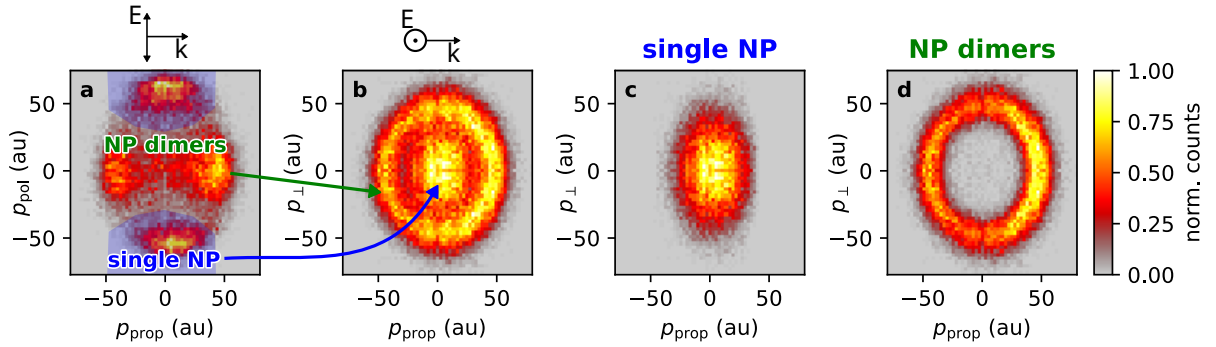 E
k
E
k
single NP
NP dimers
a
b
c
d
NP dimers
single NP
50
0
−50
p_pol (au)
−50 0 50
p_prop (au)
50
0
−50
p_⊥ (au)
−50 0 50
p_prop (au)
50
0
−50
p_⊥ (au)
−50 0 50
p_prop (au)
50
0
−50
p_⊥ (au)
−50 0 50
p_prop (au)
1.00
0.75
0.50
0.25
0.00
norm. counts